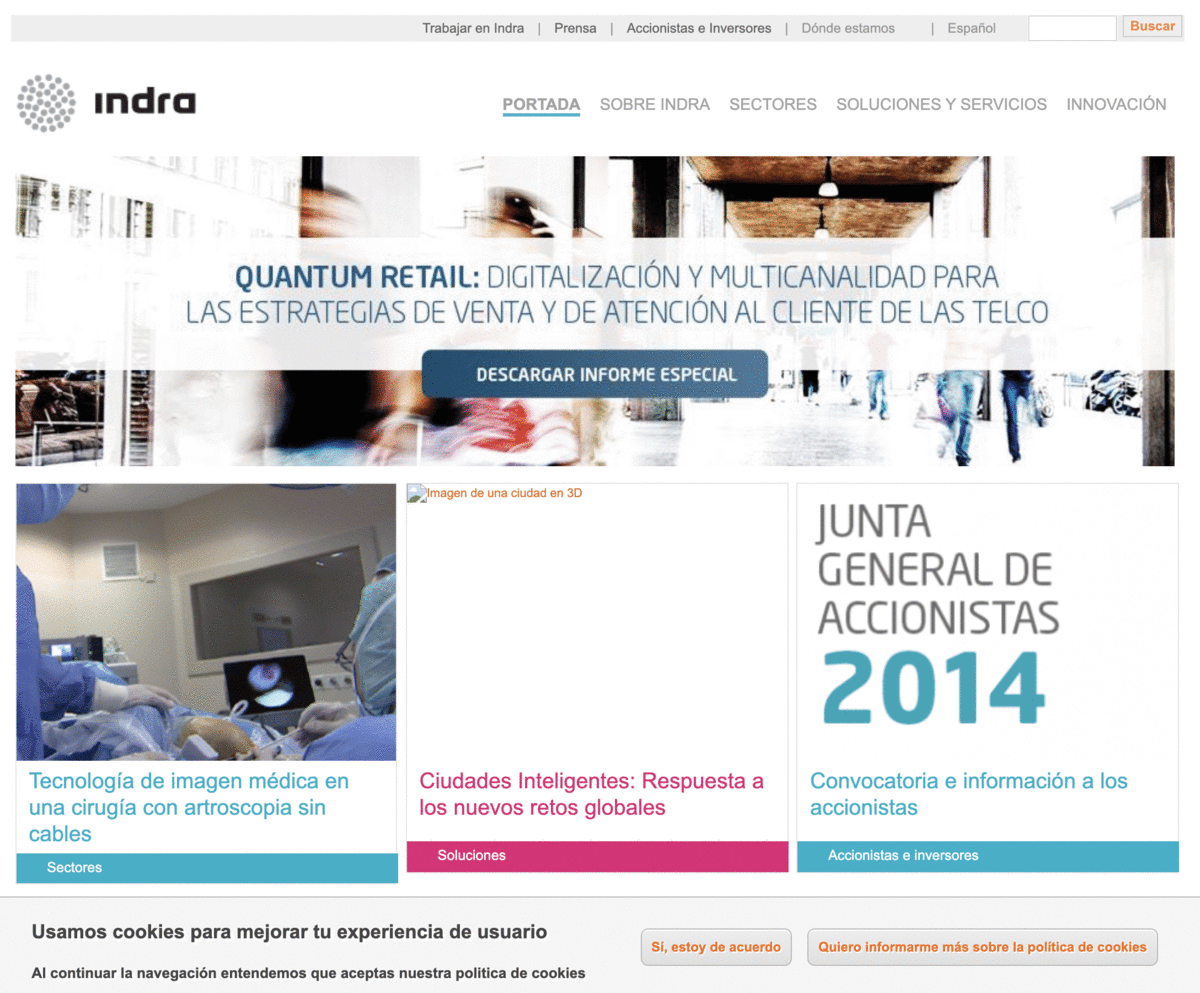 Trabajar en Indra | Prensa | Accionistas e Inversores | Dónde estamos | Español Buscar
indra
PORTADA SOBRE INDRA SECTORES SOLUCIONES Y SERVICIOS INNOVACIÓN
QUANTUM RETAIL: DIGITALIZACIÓN Y MULTICANALIDAD PARA
LAS ESTRATEGIAS DE VENTA Y DE ATENCIÓN AL CLIENTE DE LAS TELCO
DESCARGAR INFORME ESPECIAL
Tecnología de imagen médica en
una cirugía con artroscopia sin
cables
Sectores
Imagen de una ciudad en 3D
Ciudades Inteligentes: Respuesta a
los nuevos retos globales
Soluciones
JUNTA
GENERAL DE
ACCIONISTAS
2014
Convocatoria e información a los
accionistas
Accionistas e inversores
Usamos cookies para mejorar tu experiencia de usuario
Al continuar la navegación entendemos que aceptas nuestra politica de cookies
Sí, estoy de acuerdo
Quiero informarme más sobre la política de cookies